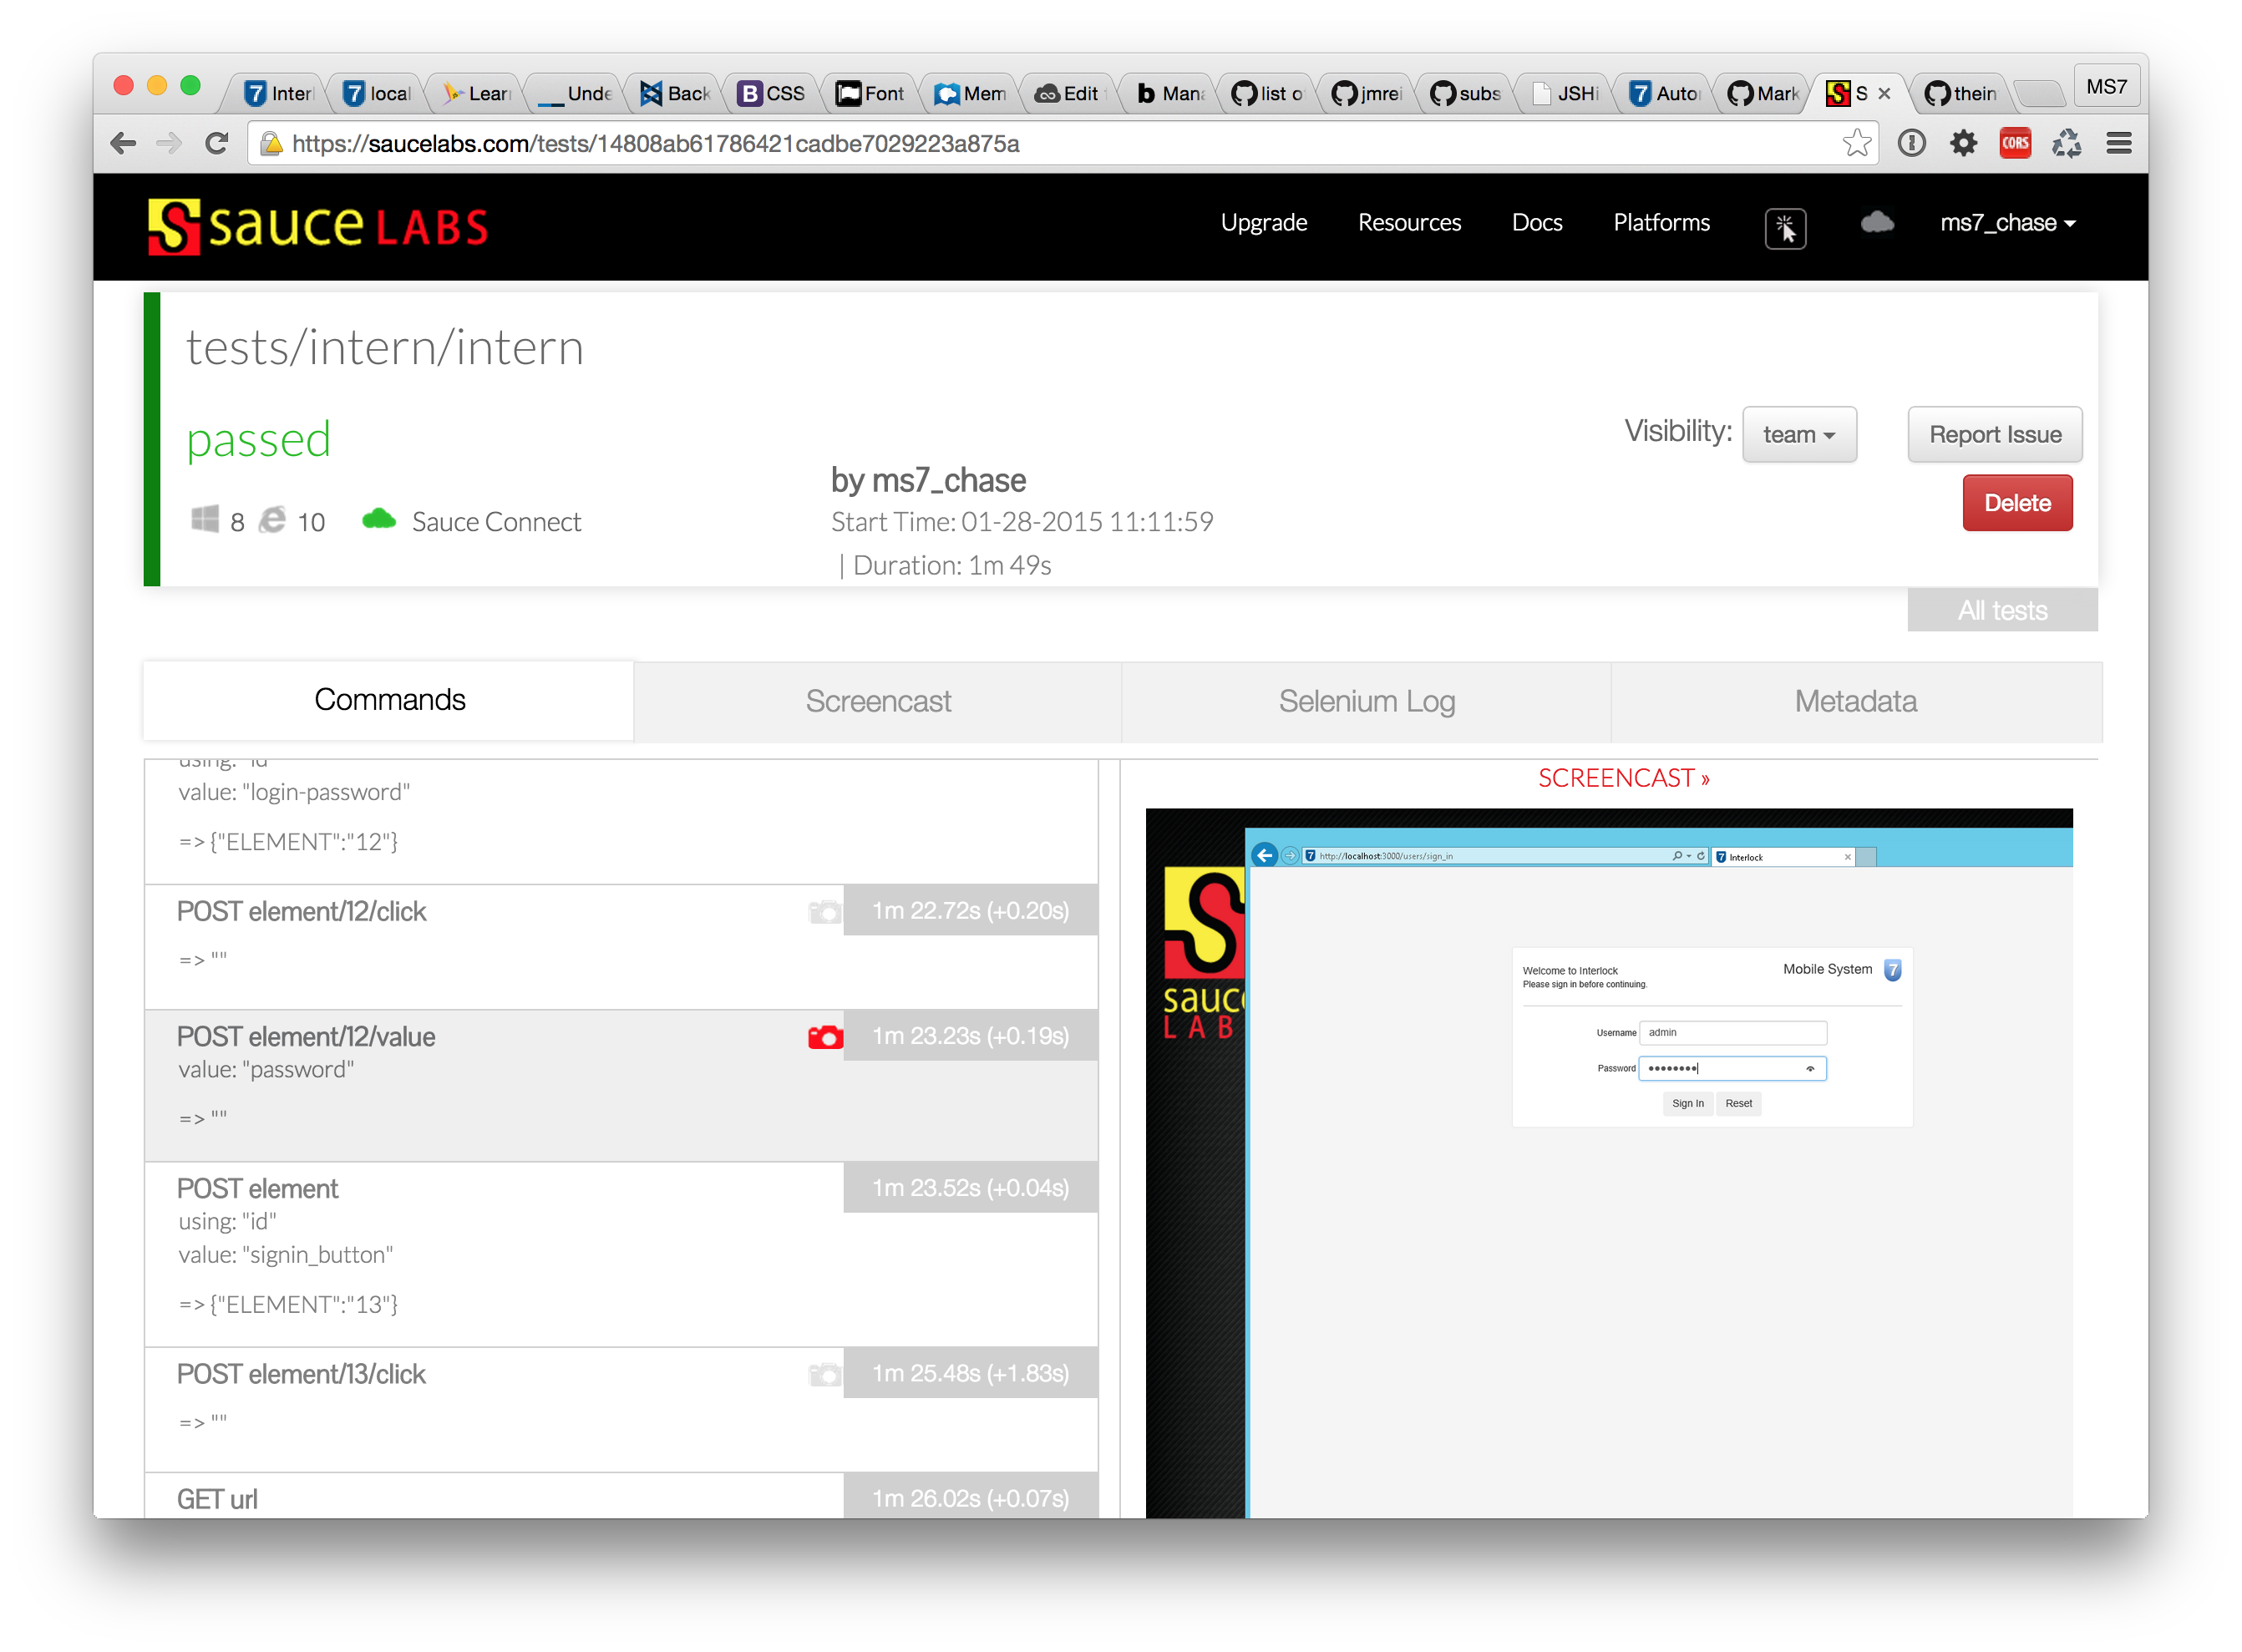 Inter
local
Lear
Unde
Back
B CSS
Font
Mem
Edit
b Mana
list o
jmrei
subs
JSHi
Auto
Mark
S
thein
MS7
https://saucelabs.com/tests/14808ab61786421cadbe7029223a875a
CORS
sauce LABS
Upgrade
Resources
Docs
Platforms
ms7_chase
tests/intern/intern
passed
8
10
Sauce Connect
by ms7_chase
Start Time: 01-28-2015 11:11:59
| Duration: 1m 49s
Visibility:
team
Report Issue
Delete
All tests
Commands
Screencast
Selenium Log
Metadata
using: "id"
value: "login-password"
=> {"ELEMENT":"12"}
POST element/12/click
1m 22.72s (+0.20s)
=> ""
POST element/12/value
1m 23.23s (+0.19s)
value: "password"
=> ""
POST element
1m 23.52s (+0.04s)
using: "id"
value: "signin_button"
=> {"ELEMENT":"13"}
POST element/13/click
1m 25.48s (+1.83s)
=> ""
GET url
1m 26.02s (+0.07s)
SCREENCAST »
http://localhost:3000/users/sign_in
7 Interlock
sauc
LAB
Welcome to Interlock
Please sign in before continuing.
Mobile System 7
Username admin
Password
Sign In
Reset